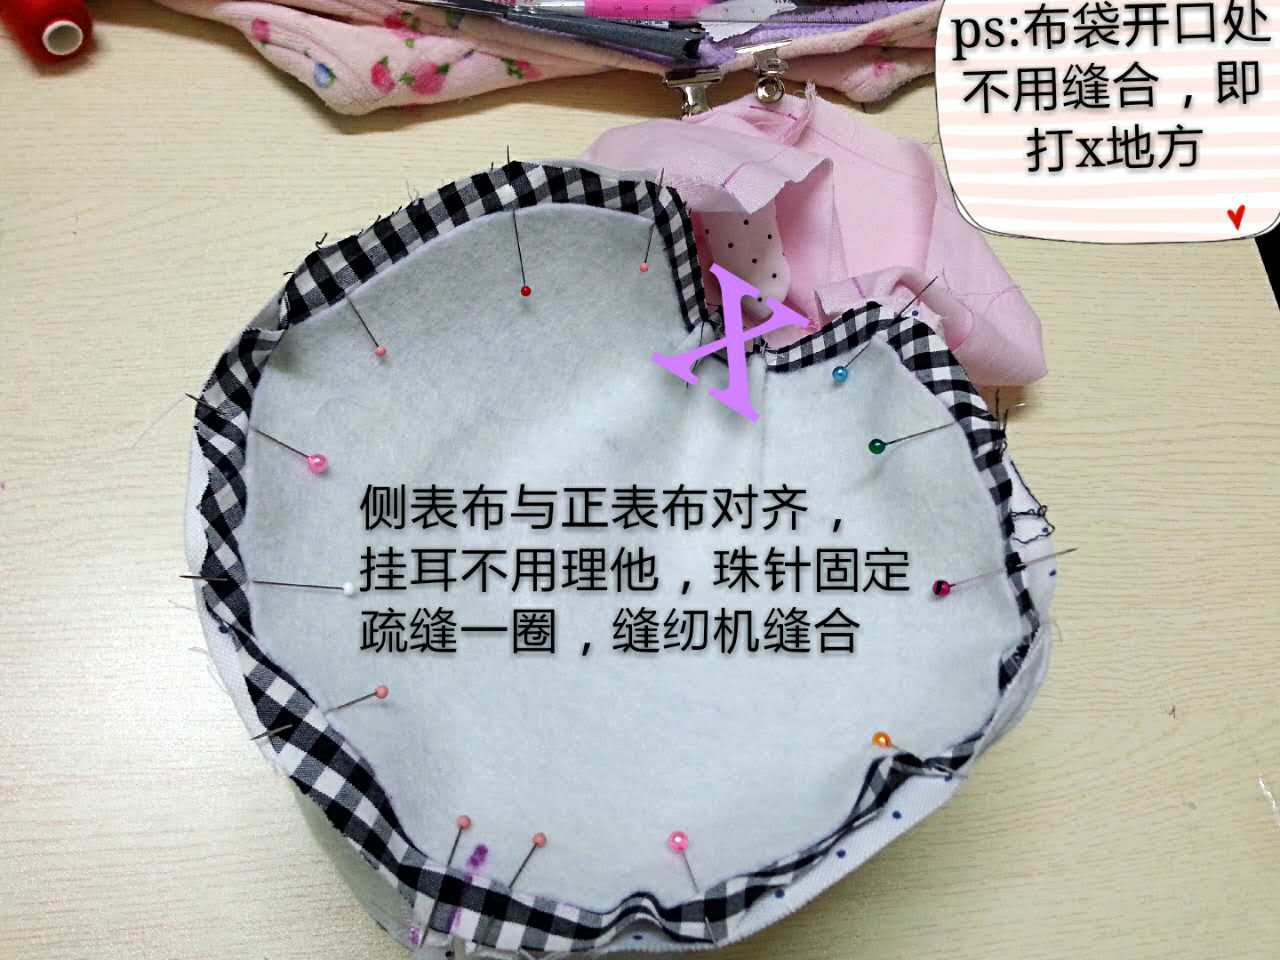 ps:布袋开口处
不用缝合，即
打x地方
X
侧表布与正表布对齐，
挂耳不用理他，珠针固定
疏缝一圈，缝纫机缝合